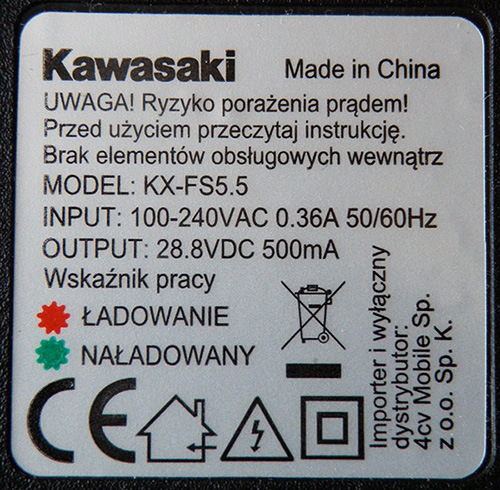 Kawasaki Made in China
UWAGA! Ryzyko porażenia prądem!
Przed użyciem przeczytaj instrukcję.
Brak elementów obsługowych wewnątrz
MODEL: KX-FS5.5
INPUT: 100-240VAC 0.36A 50/60Hz
OUTPUT: 28.8VDC 500mA
Wskaźnik pracy
ŁADOWANIE
NAŁADOWANY
CE
Importer i wyłączny
dystrybutor:
4cv Mobile Sp.
z o.o. Sp. K.